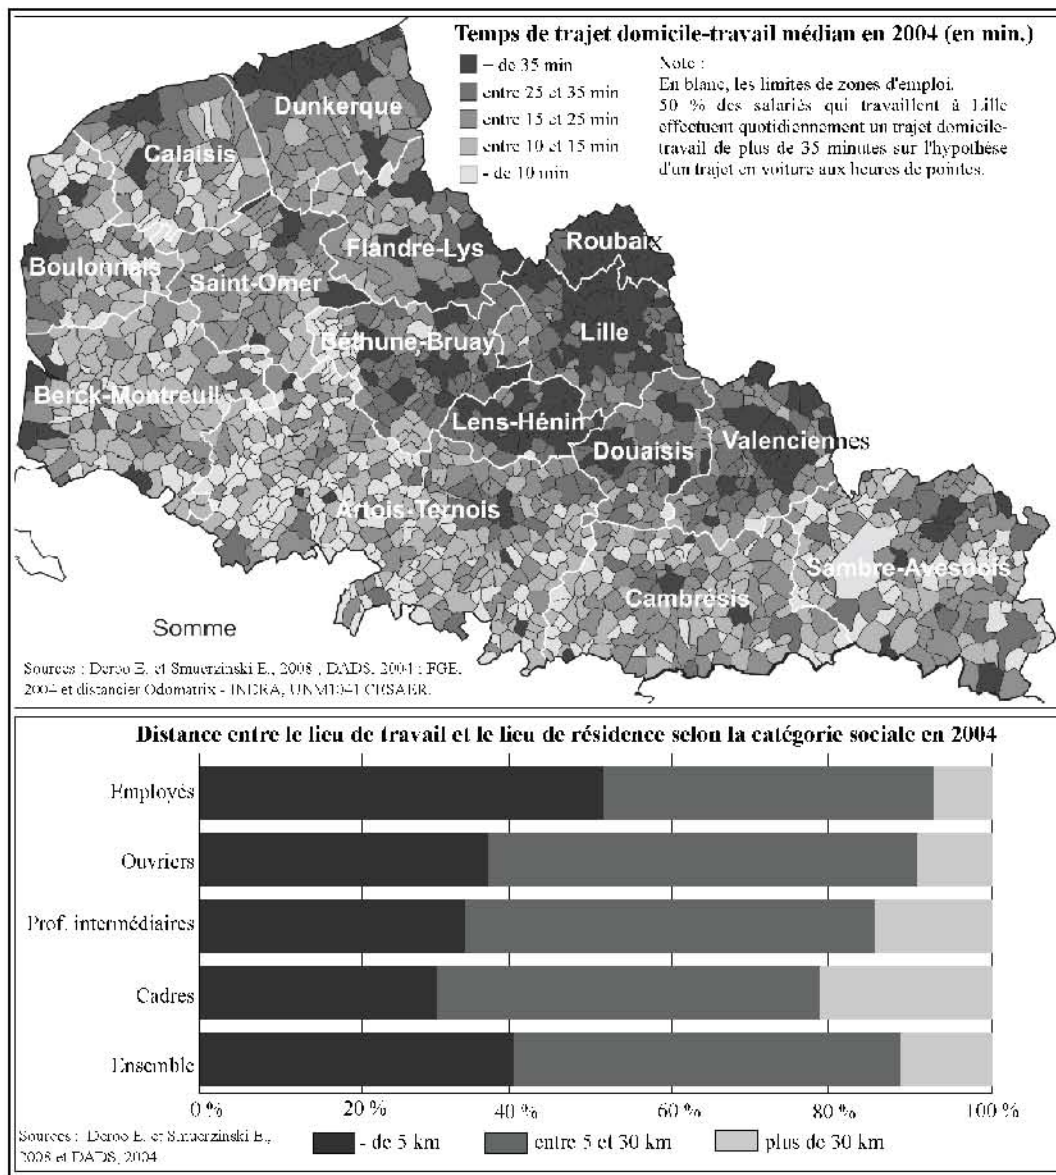 Temps de trajet domicile-travail médian en 2004 (en min.)
+ de 35 min
entre 25 et 35 min
entre 15 et 25 min
entre 10 et 15 min
- de 10 min
Note :
En blanc, les limites de zones d'emploi.
50 % des salariés qui travaillent à Lille
effectuent quotidiennement un trajet domicile-
travail de plus de 35 minutes sur l'hypothèse
d'un trajet en voiture aux heures de pointes.
Dunkerque
Calaisis
Boulonnais
Saint-Omer
Flandre-Lys
Roubaix
Lille
Béthune-Bruay
Berck-Montreuil
Lens-Hénin
Douaisis
Valenciennes
Artois-Ternois
Cambrésis
Sambre-Avesnois
Somme
Sources : Deroo E. et Smuerzinski E., 2008 ; DADS, 2004 ; FGE,
2004 et distancier Odomatrix - INDRA, UNM1041 CESAER.
Distance entre le lieu de travail et le lieu de résidence selon la catégorie sociale en 2004
Employés
Ouvriers
Prof. intermédiaires
Cadres
Ensemble
0 % 20 % 40 % 60 % 80 % 100 %
Sources : Deroo E. et Smuerzinski E.,
2008 et DADS, 2004
- de 5 km entre 5 et 30 km plus de 30 km